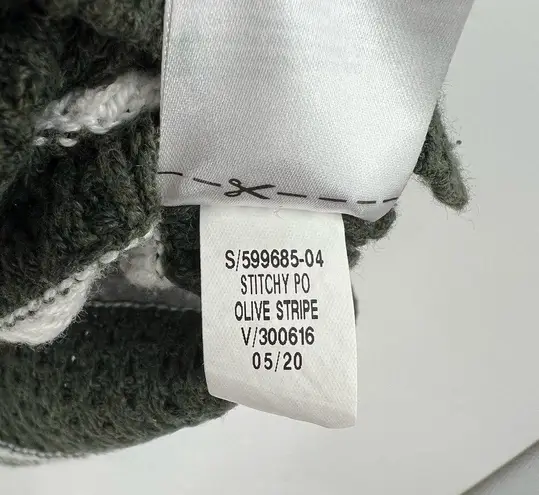 S/599685-04
STITCHY PO
OLIVE STRIPE
V/300616
05/20